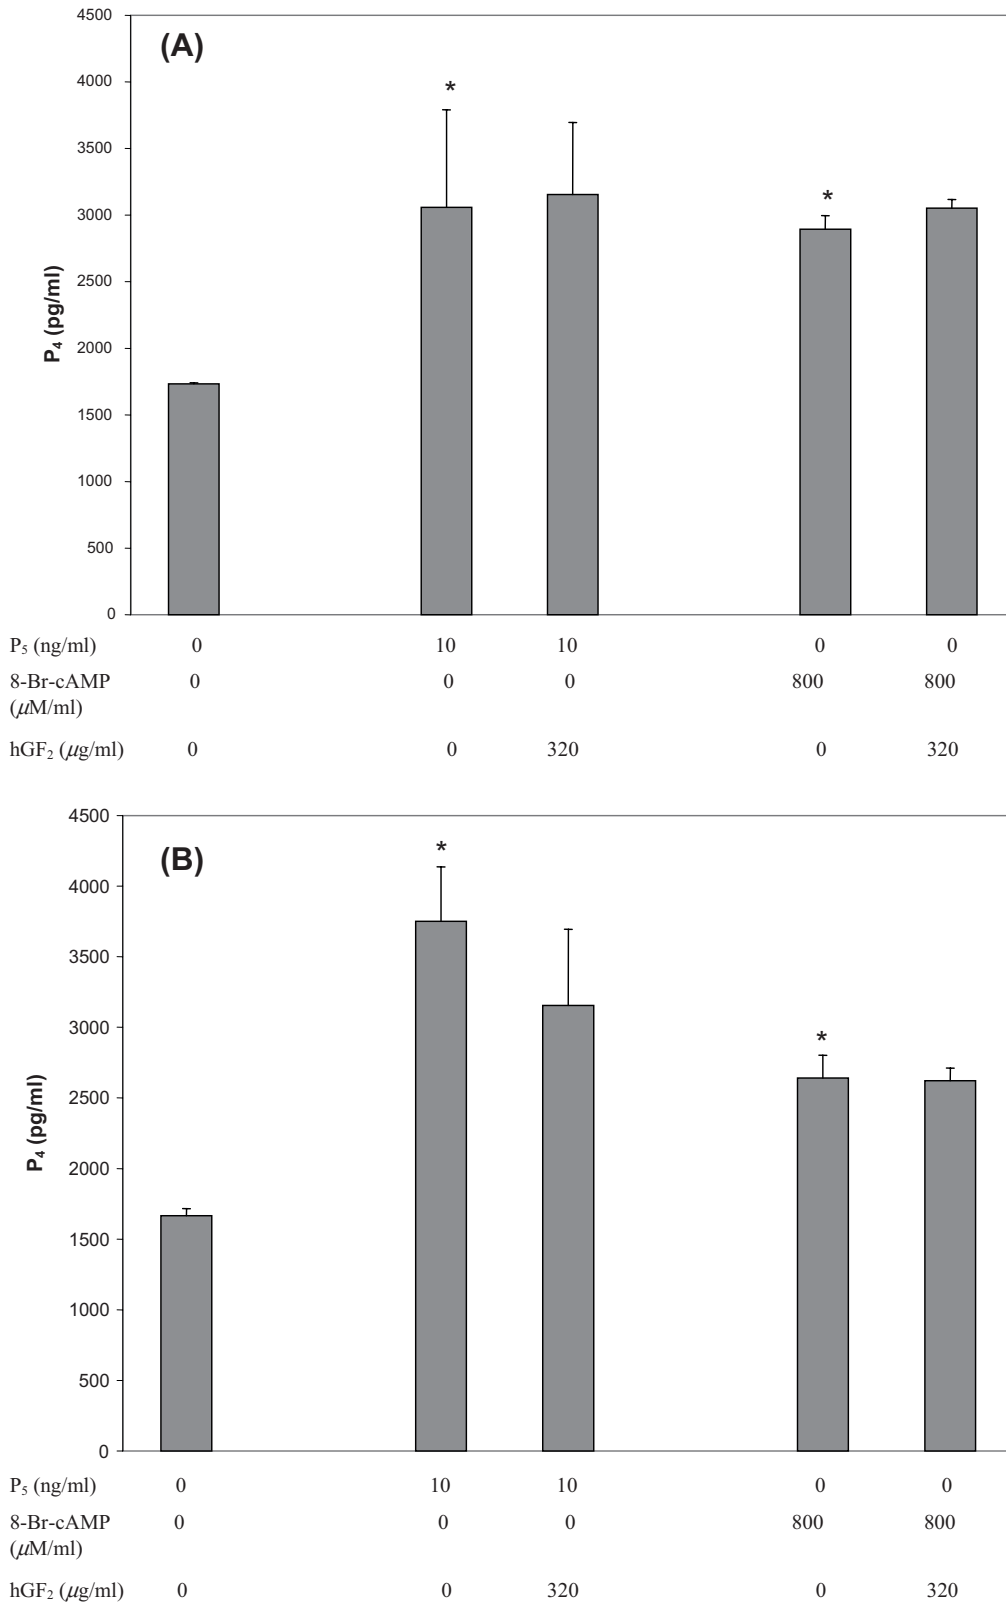 4500
(A)
*
4000
3500
*
3000
2500
P₄ (pg/ml)
2000
1500
1000
500
0
P₅ (ng/ml) 0 10 10 0 0
8-Br-cAMP 0 0 0 800 800
(μM/ml)
hGF₂ (μg/ml) 0 0 320 0 320
4500
(B)
*
4000
3500
3000
*
2500
P₄ (pg/ml)
2000
1500
1000
500
0
P₅ (ng/ml) 0 10 10 0 0
8-Br-cAMP 0 0 0 800 800
(μM/ml)
hGF₂ (μg/ml) 0 0 320 0 320